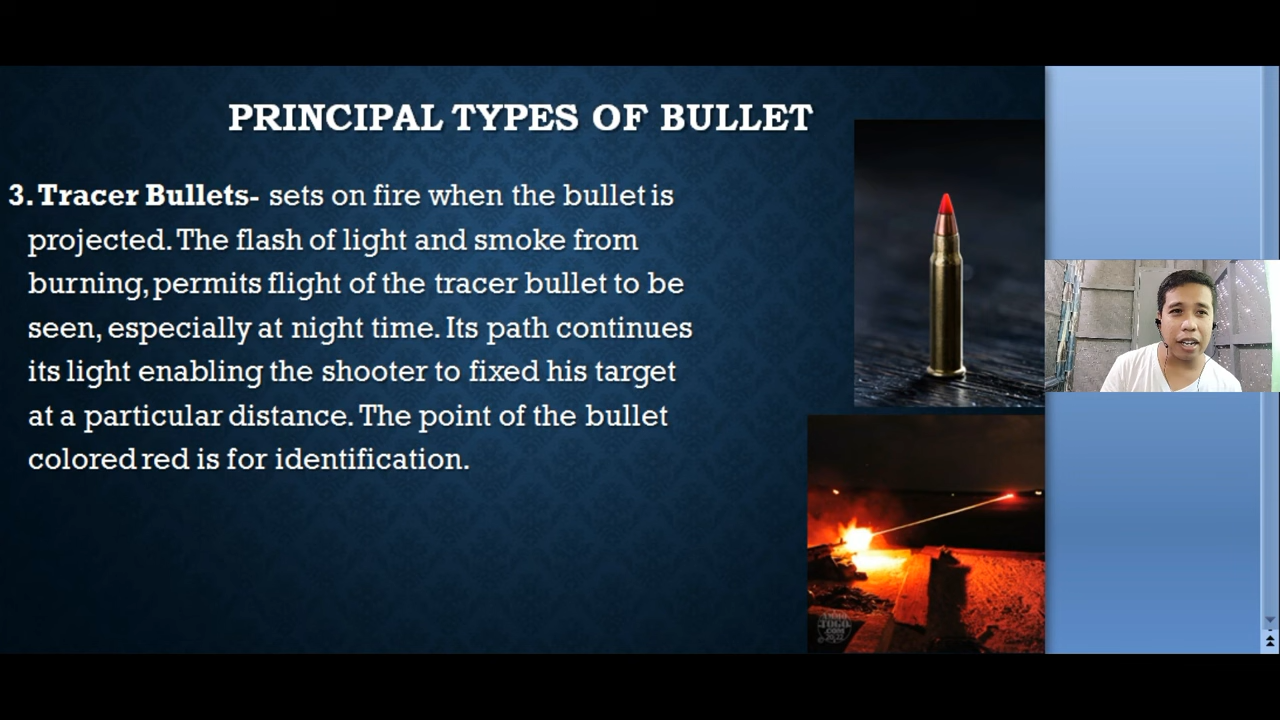 PRINCIPAL TYPES OF BULLET
3. Tracer Bullets- sets on fire when the bullet is
projected. The flash of light and smoke from
burning, permits flight of the tracer bullet to be
seen, especially at night time. Its path continues
its light enabling the shooter to fixed his target
at a particular distance. The point of the bullet
colored red is for identification.
AMMO
TOGO
.COM